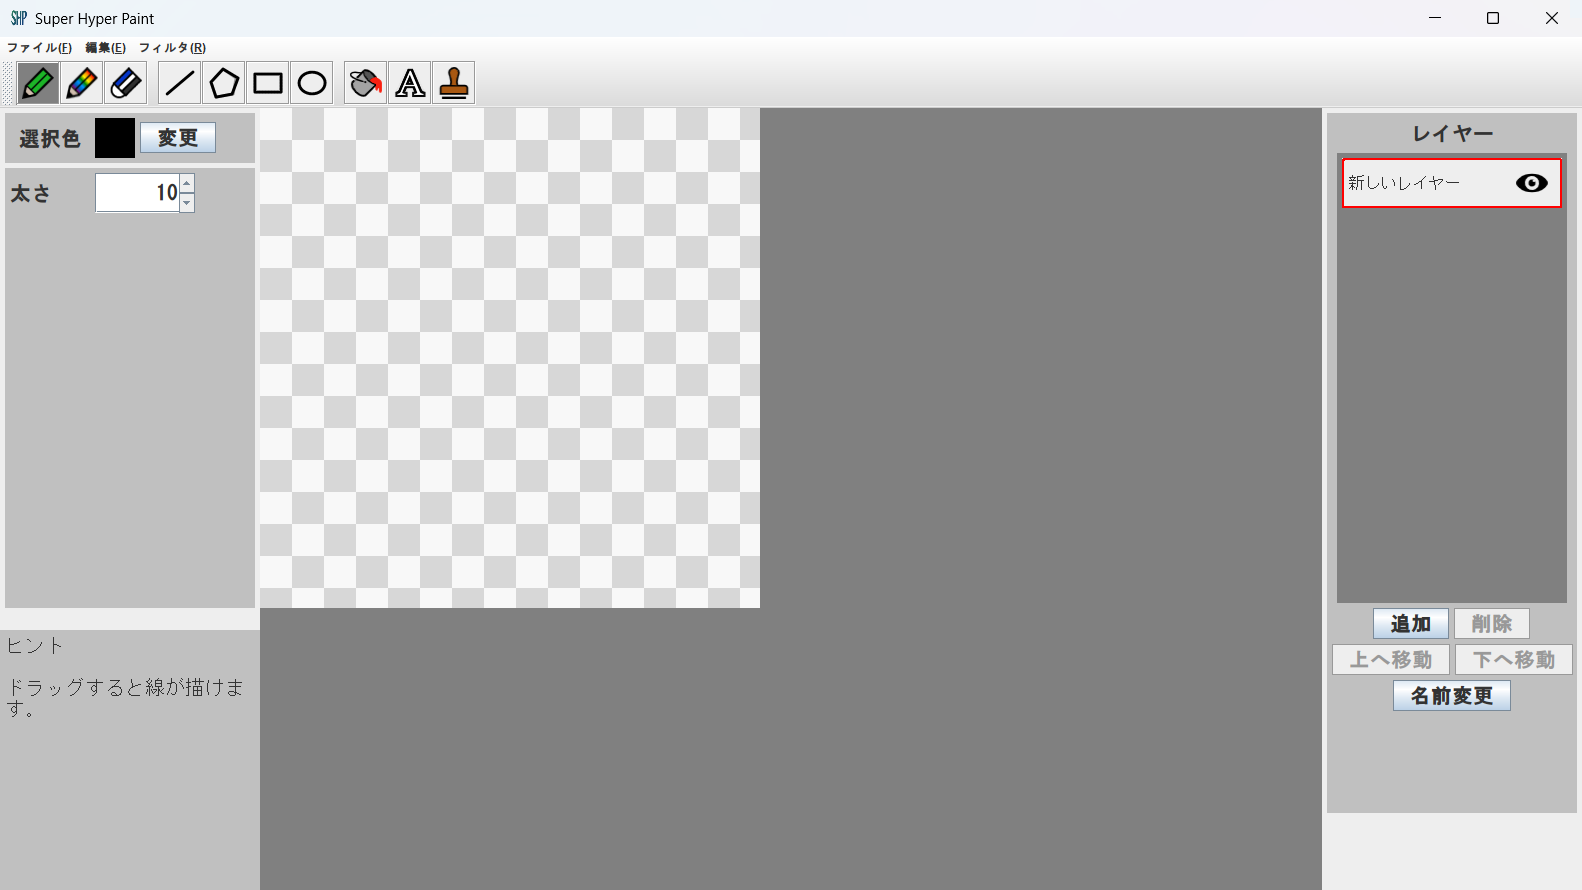 SHP Super Hyper Paint
ファイル(F) 編集(E) フィルタ(R)
A
選択色 変更
太さ 10
ヒント
ドラッグすると線が描けま
す。
レイヤー
新しいレイヤー
追加 削除
上へ移動 下へ移動
名前変更